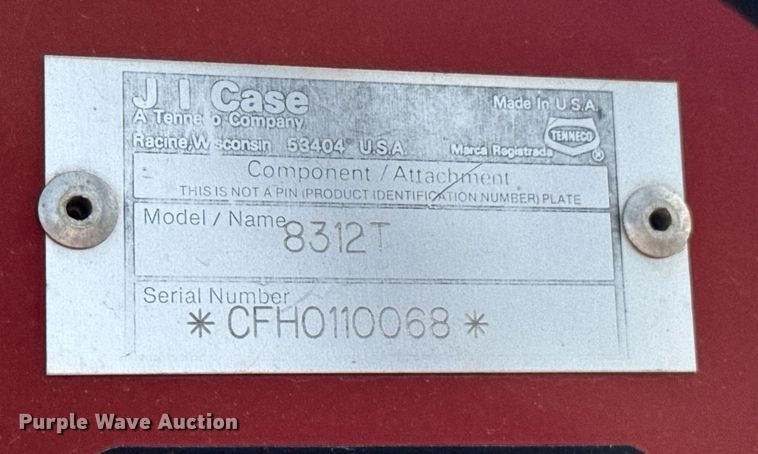 J I Case
A Tenneco Company
Racine, Wisconsin 53404 U.S.A.
Made In U.S.A.
TENNECO
Marca Registrada ®
Component / Attachment
THIS IS NOT A PIN (PRODUCT IDENTIFICATION NUMBER) PLATE
Model / Name
8312T
Serial Number
* CFH0110068 *
Purple Wave Auction